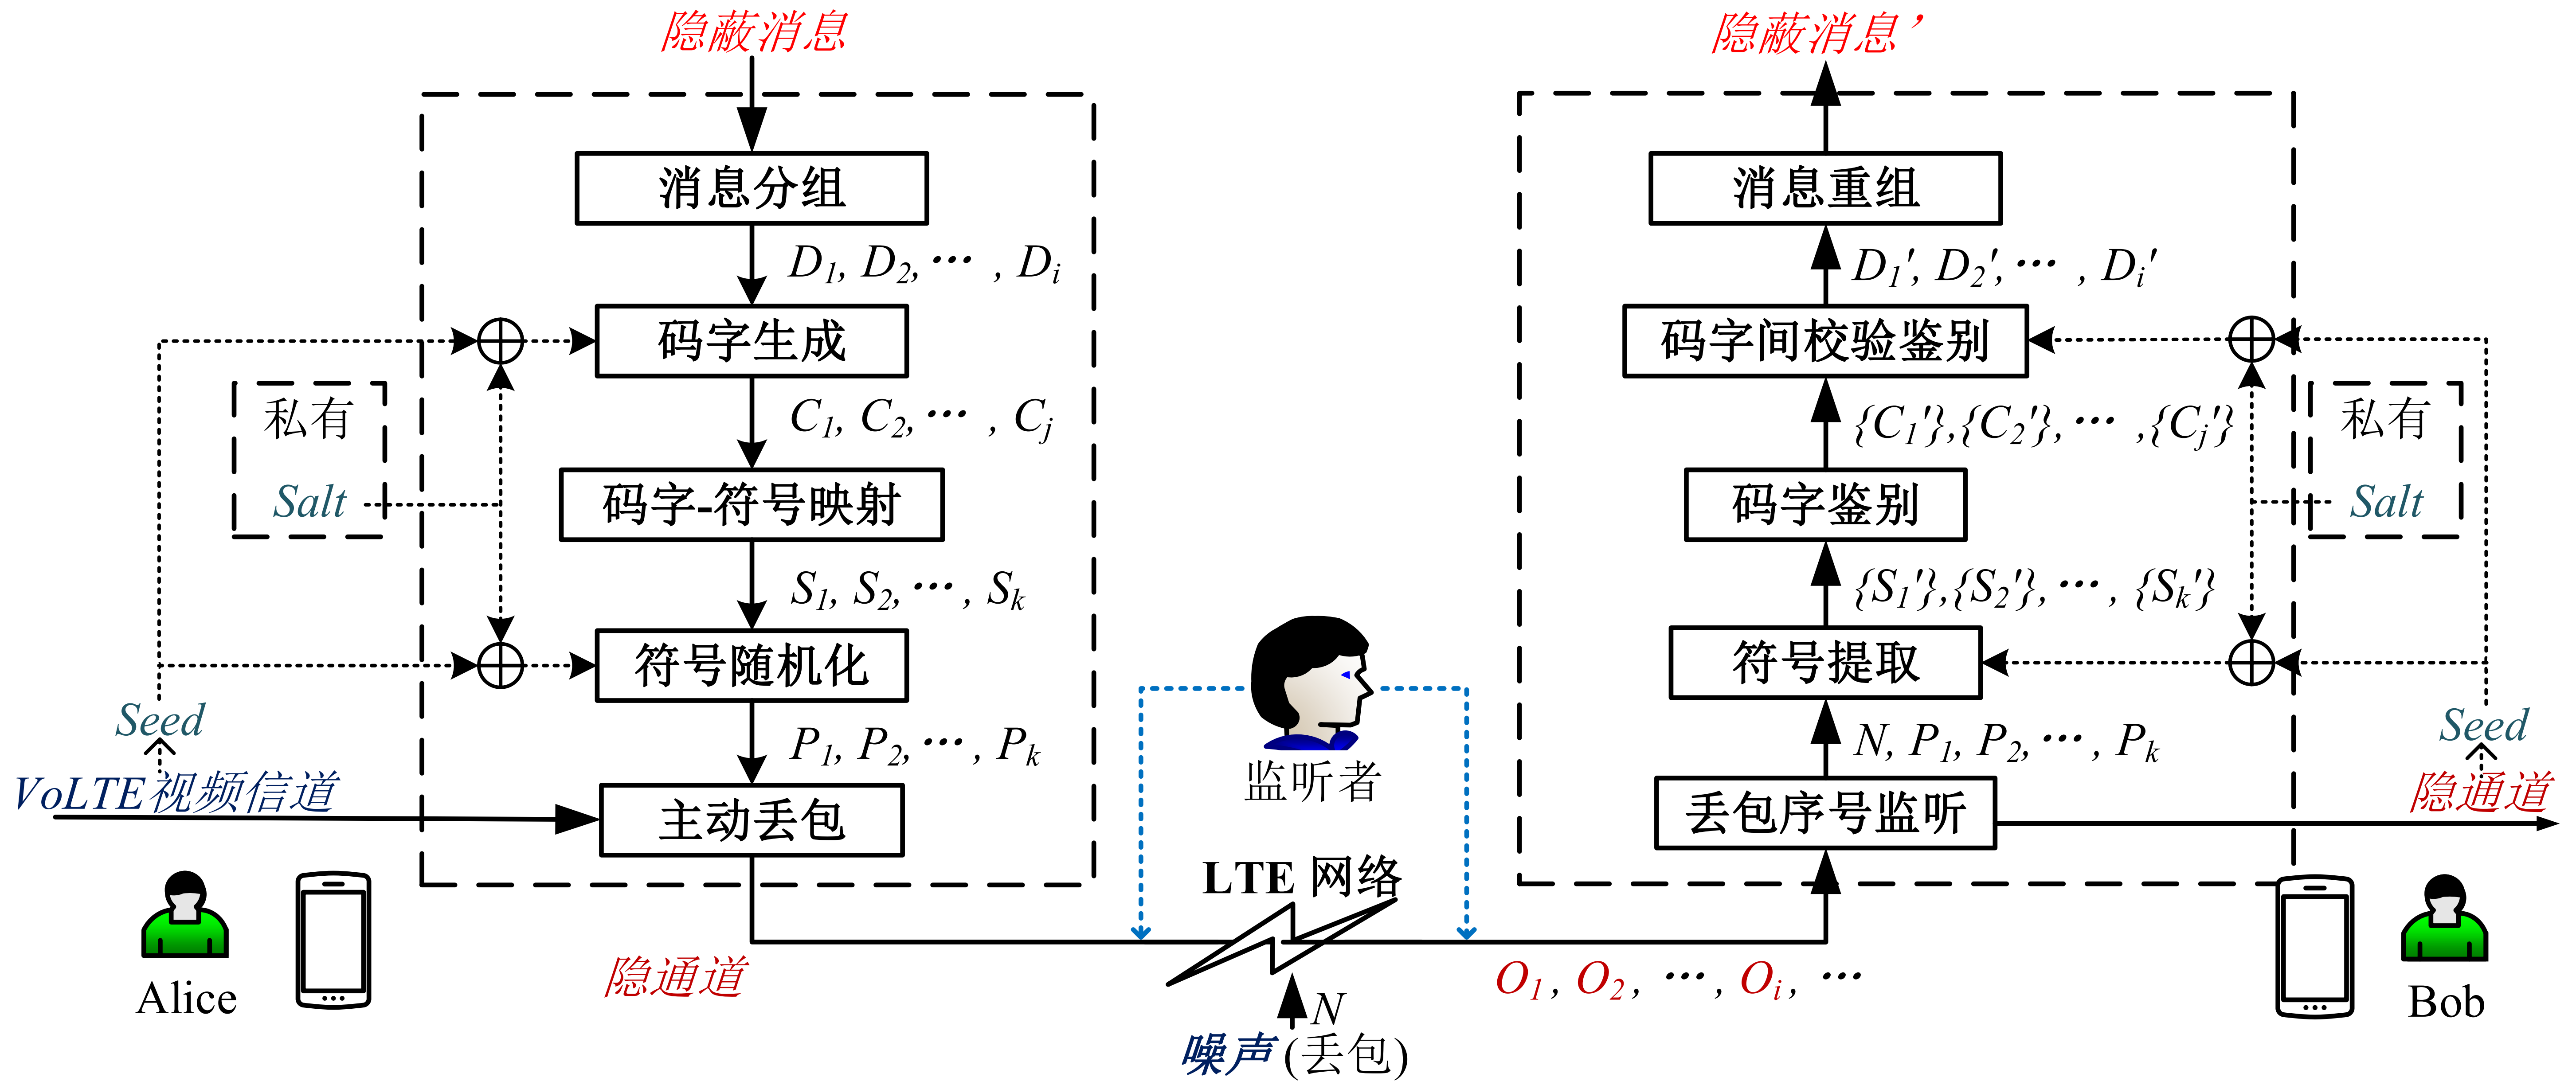 隐蔽消息
消息分组
D1, D2, ··· , Di
码字生成
C1, C2, ··· , Cj
私有
Salt
码字-符号映射
S1, S2, ··· , Sk
符号随机化
Seed
P1, P2, ··· , Pk
VoLTE视频信道
主动丢包
Alice
隐通道
监听者
LTE 网络
N
噪声 (丢包)
O1, O2, ···, Oi, ···
隐蔽消息'
消息重组
D1', D2', ··· , Di'
码字间校验鉴别
{C1'},{C2'}, ··· ,{Cj'}
私有
Salt
码字鉴别
{S1'},{S2'}, ··· , {Sk'}
符号提取
Seed
N, P1, P2, ··· , Pk
丢包序号监听
隐通道
Bob